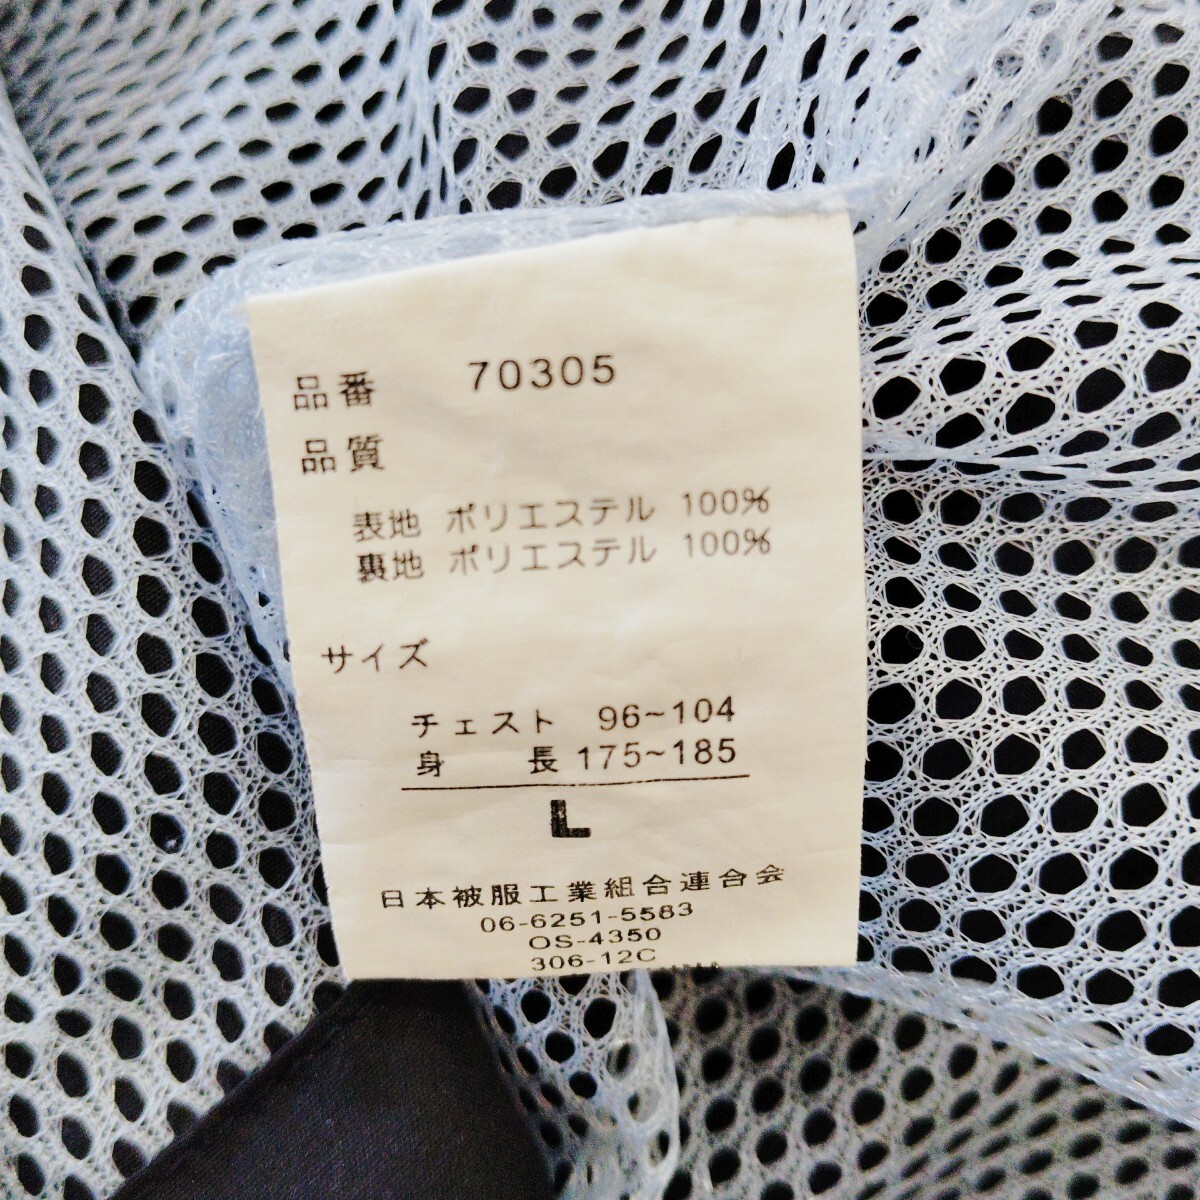 品番 70305
品質
表地 ポリエステル 100%
裏地 ポリエステル 100%
サイズ
チェスト 96~104
身 長 175~185
L
日本被服工業組合連合会
06-6251-5583
OS-4350
306-12C